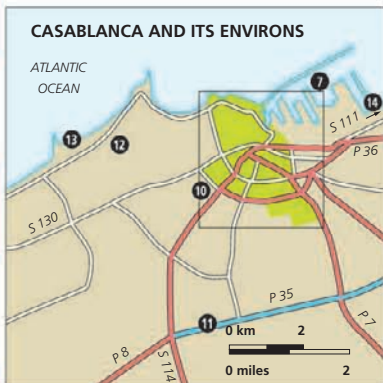 CASABLANCA AND ITS ENVIRONS
ATLANTIC
OCEAN
7
14
S 111
P 36
13
12
10
S 130
P 35
11
0 km 2
P 7
P 8
S 114
0 miles 2